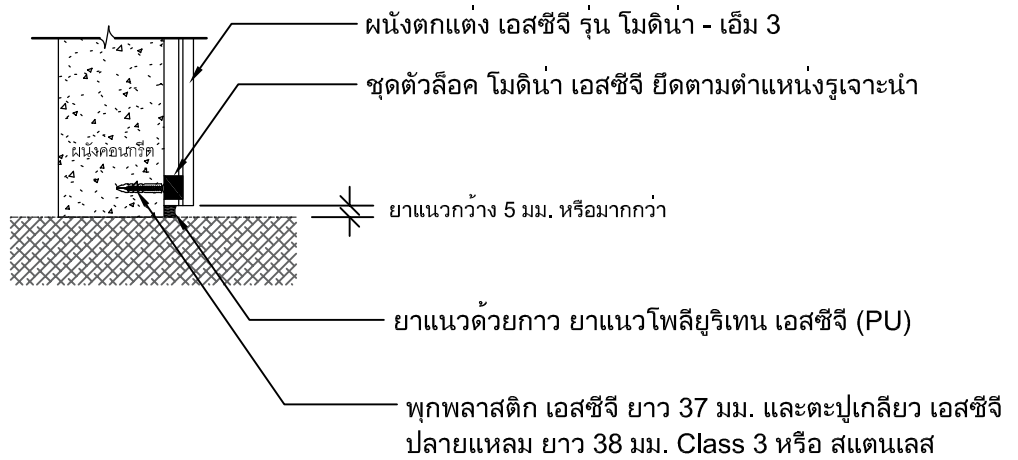 ผนังตกแต่ง เอสซีจี รุ่น โมดิน่า - เอ็ม 3
ชุดตัวล็อค โมดิน่า เอสซีจี ยึดตามตำแหน่งรูเจาะนำ
ผนังคอนกรีต
ยาแนวกว้าง 5 มม. หรือมากกว่า
ยาแนวด้วยกาว ยาแนวโพลียูริเทน เอสซีจี (PU)
พุกพลาสติก เอสซีจี ยาว 37 มม. และตะปูเกลียว เอสซีจี
ปลายแหลม ยาว 38 มม. Class 3 หรือ สแตนเลส